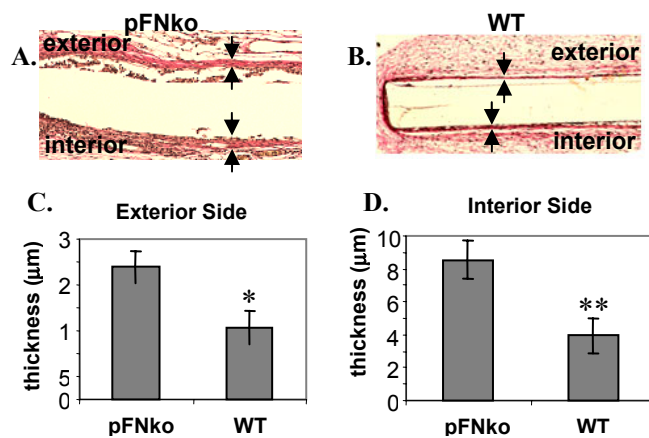 pFNko
WT
A.
exterior
interior
B.
exterior
interior
C.
Exterior Side
thickness (µm)
3
2
1
5
0
*
pFNko
WT
D.
Interior Side
thickness (µm)
10
8
6
4
2
0
**
pFNko
WT